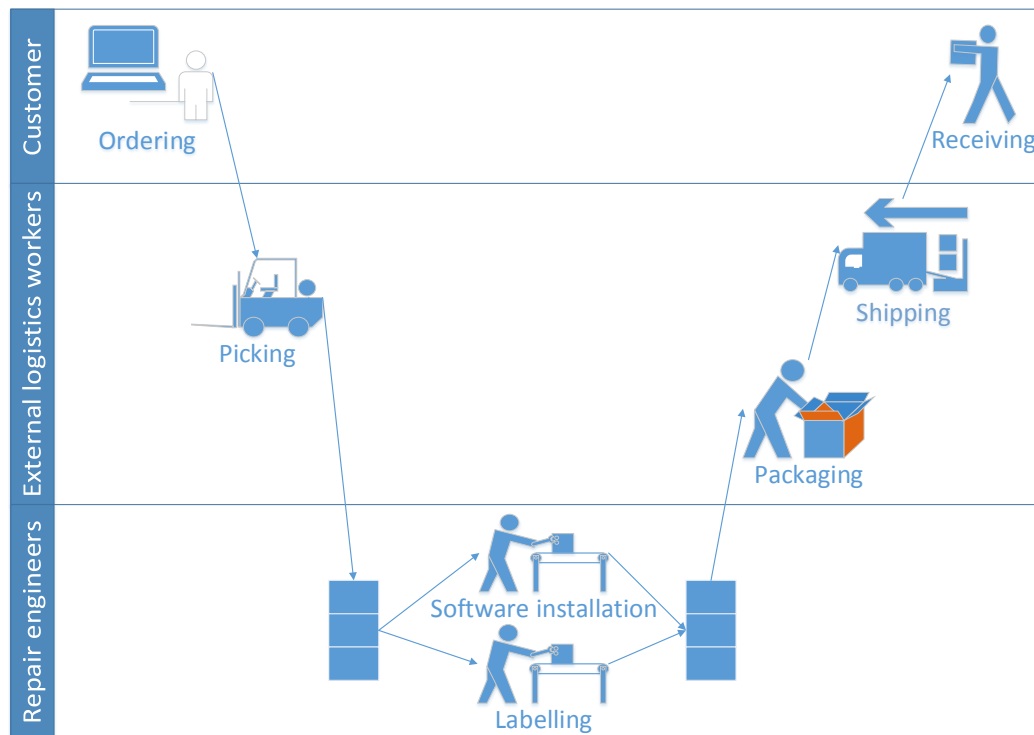 Customer
Ordering
Receiving
External logistics workers
Picking
Shipping
Packaging
Repair engineers
Software installation
Labelling